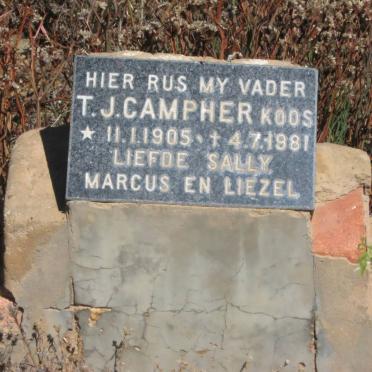 HIER RUS MY VADER
T.J. CAMPHER KOOS
★ 11.1.1905 · † 4.7.1981
LIEFDE SALLY
MARCUS EN LIEZEL